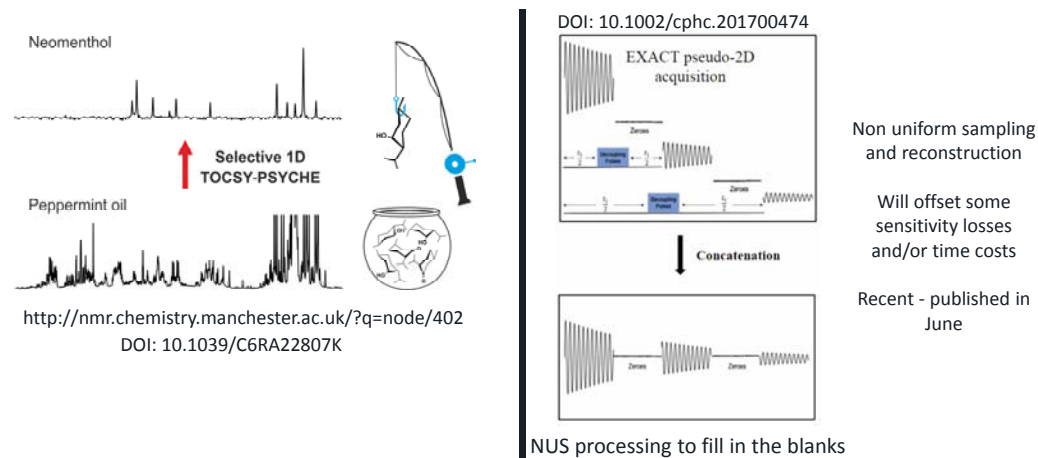 Neomenthol
HO
Selective 1D
TOCSY-PSYCHE
Peppermint oil
http://nmr.chemistry.manchester.ac.uk/?q=node/402
DOI: 10.1039/C6RA22807K
DOI: 10.1002/cphc.201700474
EXACT pseudo-2D
acquisition
Zeroes
Decoupling
Pulses
Zeroes
Decoupling
Pulses
Concatenation
Zeroes
Zeroes
NUS processing to fill in the blanks
Non uniform sampling
and reconstruction
Will offset some
sensitivity losses
and/or time costs
Recent - published in
June